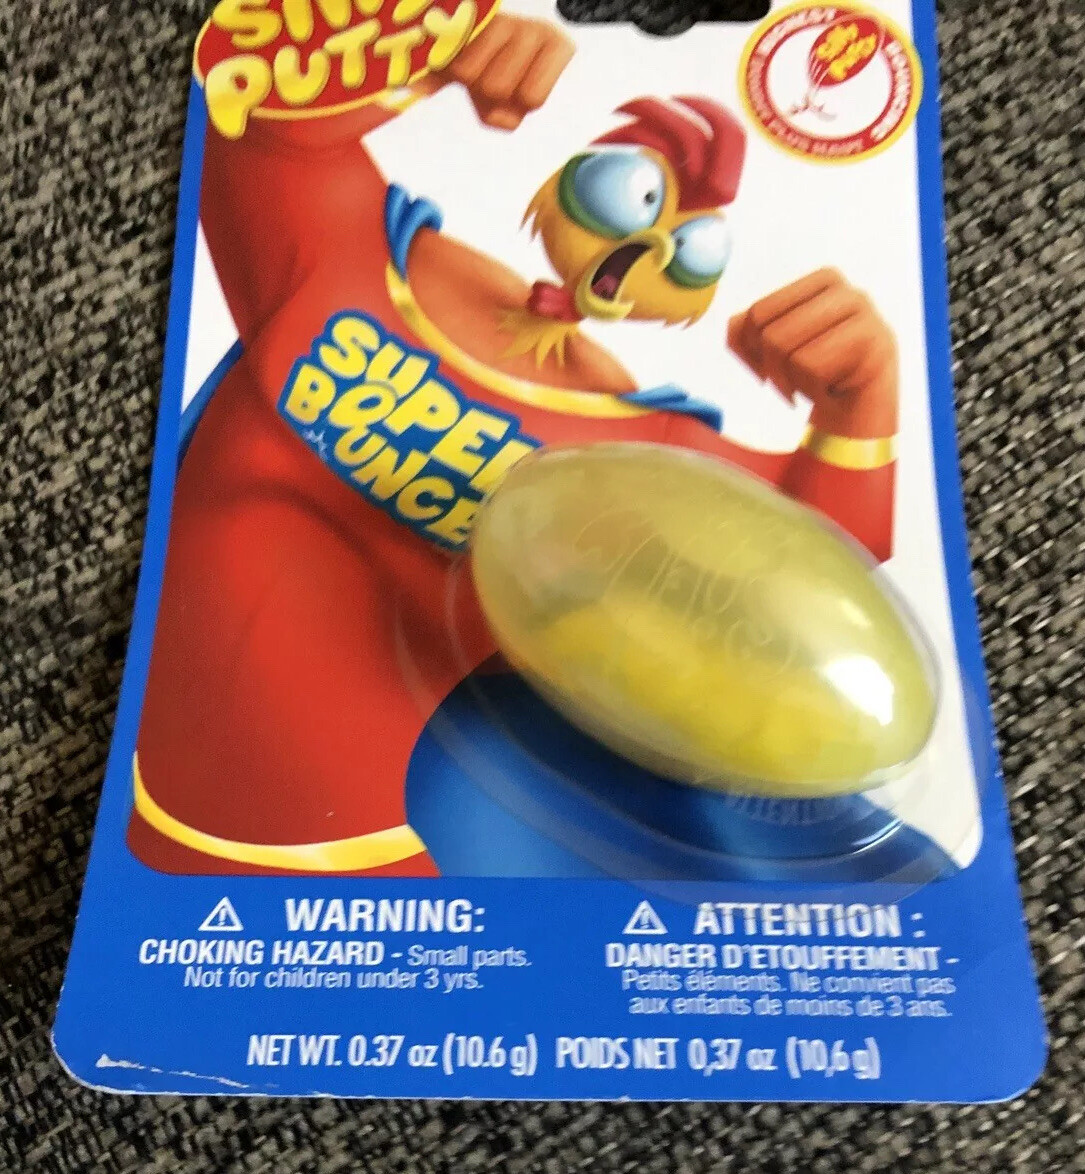 SILLY
PUTTY
SUPER
BOUNCE
⚠ WARNING:
CHOKING HAZARD - Small parts.
Not for children under 3 yrs.
⚠ ATTENTION :
DANGER D'ETOUFFEMENT -
Petits éléments. Ne convient pas
aux enfants de moins de 3 ans.
NET WT. 0.37 oz (10.6 g) POIDS NET 0,37 oz (10,6 g)